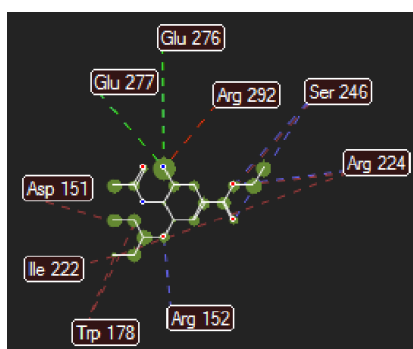 Glu 276
Glu 277
Arg 292
Ser 246
Arg 224
Asp 151
Ile 222
Arg 152
Trp 178